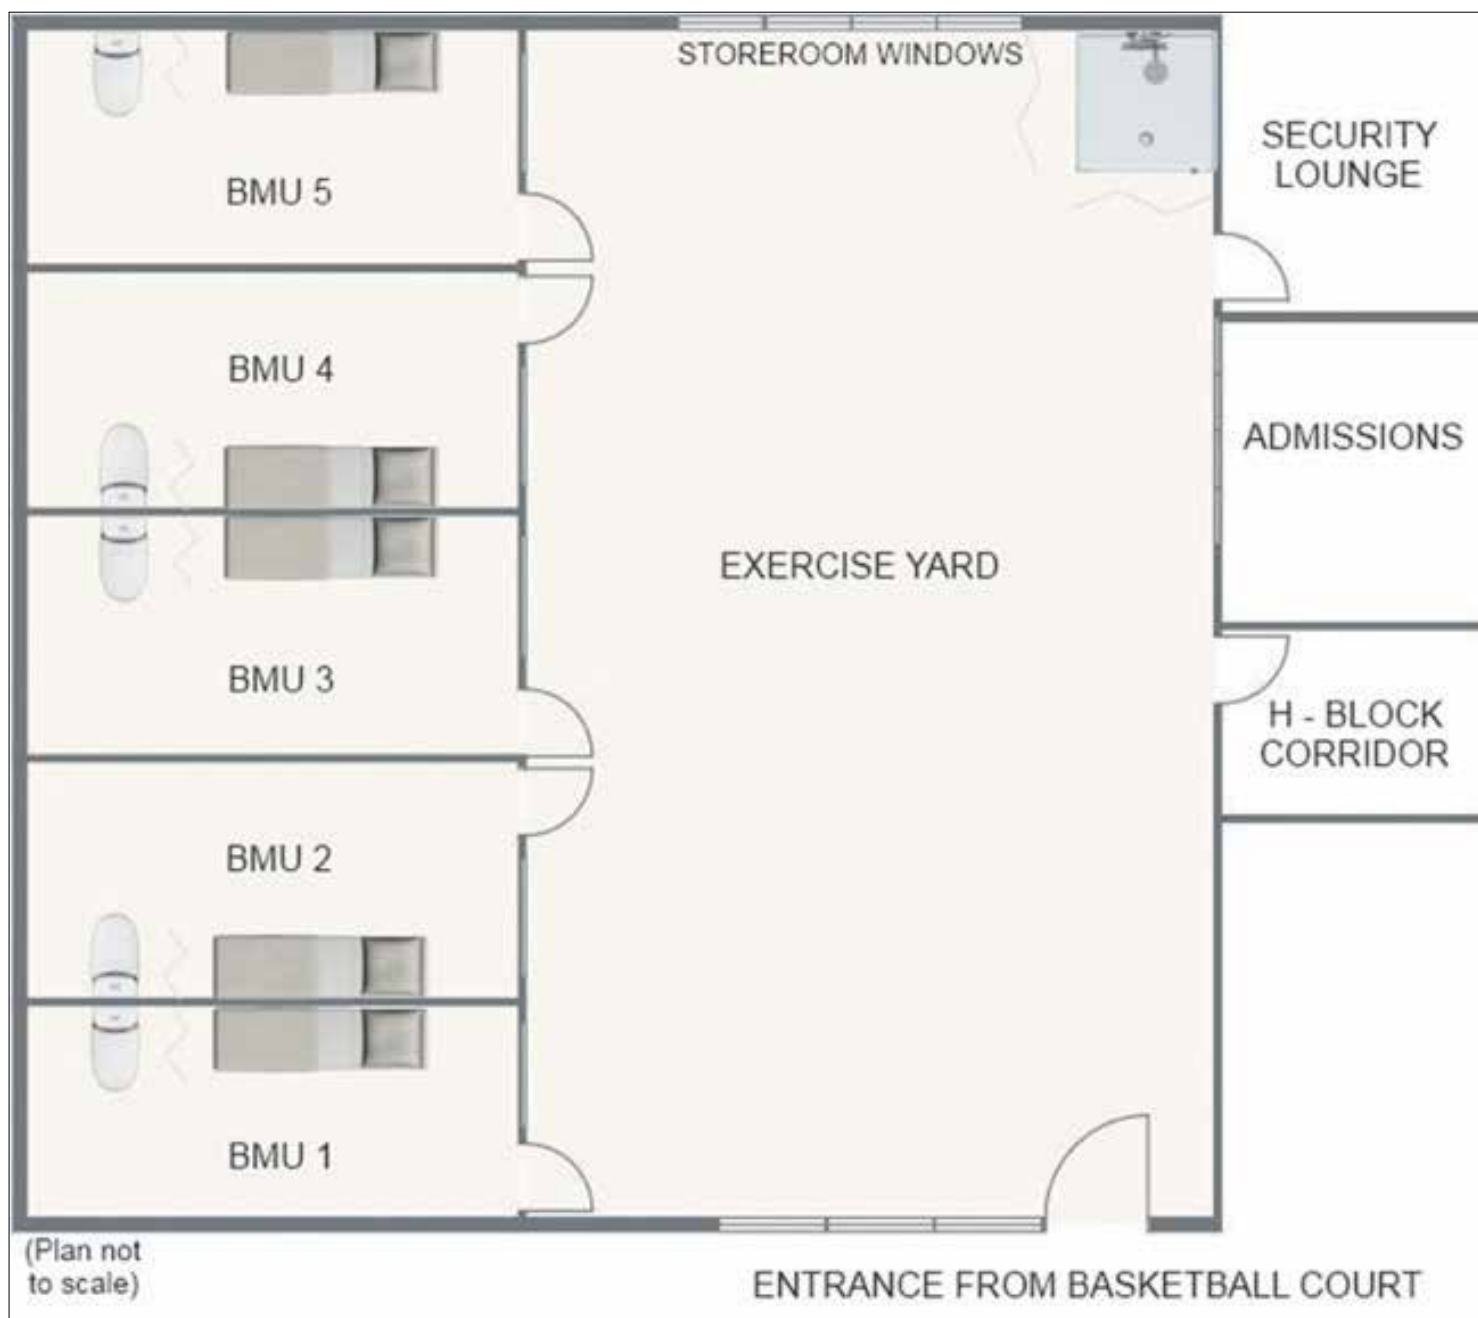 STOREROOM WINDOWS
SECURITY
LOUNGE
BMU 5
BMU 4
ADMISSIONS
EXERCISE YARD
BMU 3
H - BLOCK
CORRIDOR
BMU 2
BMU 1
(Plan not
to scale)
ENTRANCE FROM BASKETBALL COURT